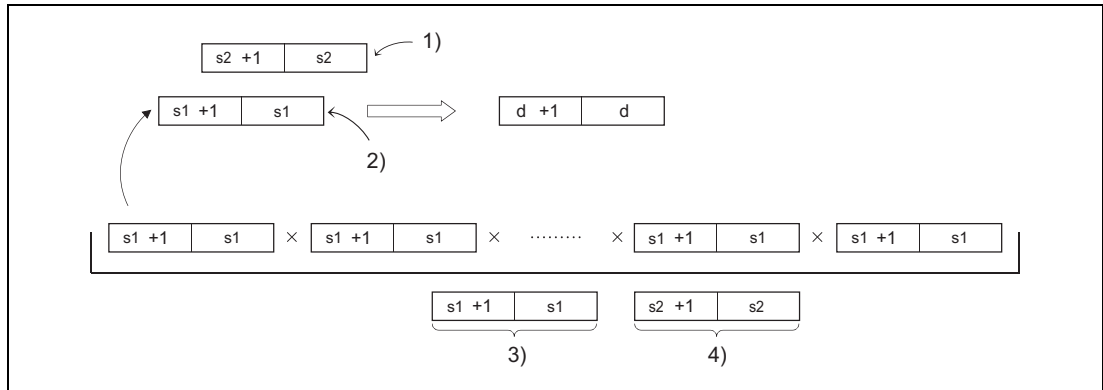 s2 +1 s2 1)
s1 +1 s1 d +1 d
2)
s1 +1 s1 × s1 +1 s1 × ········· × s1 +1 s1 × s1 +1 s1
s1 +1 s1 s2 +1 s2
3) 4)